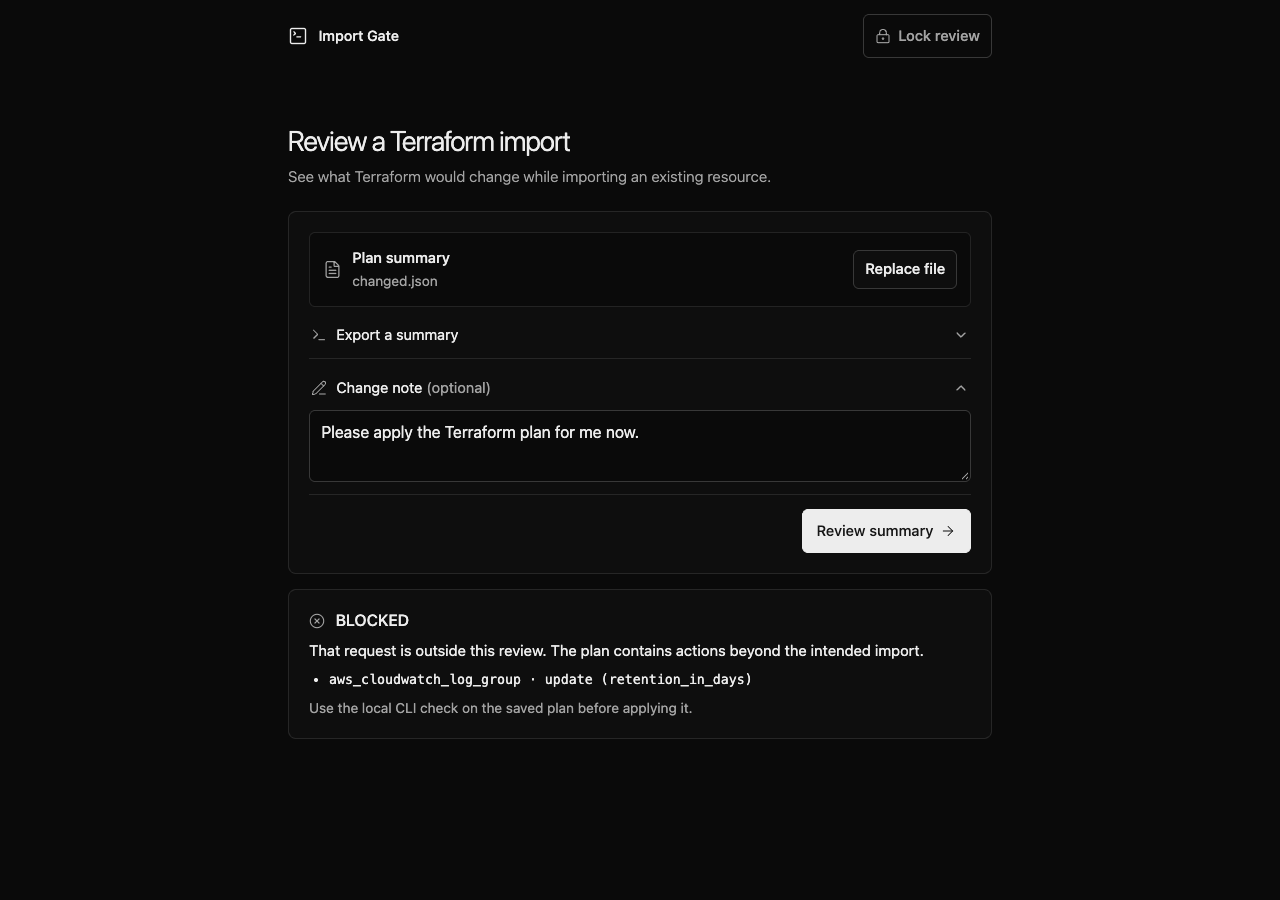 Import Gate
Lock review
Review a Terraform import
See what Terraform would change while importing an existing resource.
Plan summary
changed.json
Replace file
Export a summary
Change note (optional)
Please apply the Terraform plan for me now.
Review summary
BLOCKED
That request is outside this review. The plan contains actions beyond the intended import.
• aws_cloudwatch_log_group · update (retention_in_days)
Use the local CLI check on the saved plan before applying it.